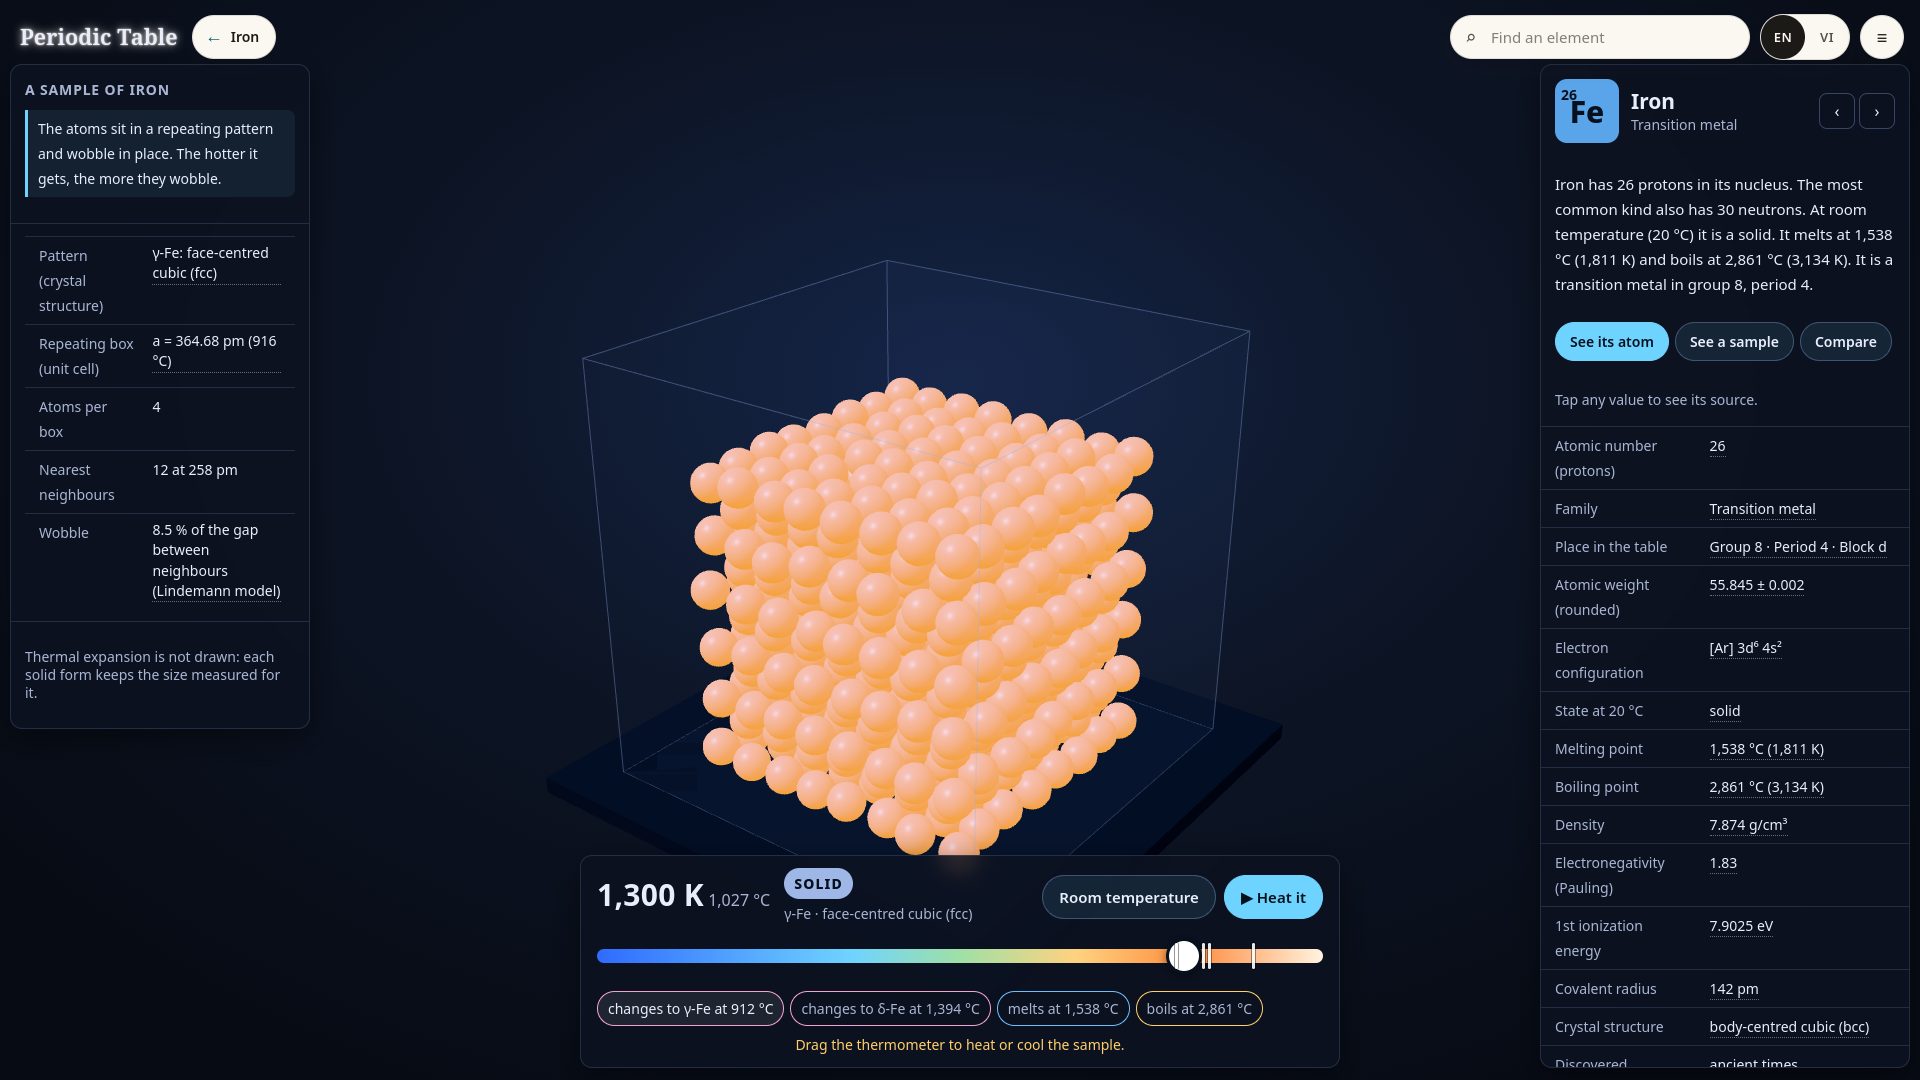 Periodic Table
← Iron
Find an element
EN
VI
≡
A SAMPLE OF IRON
The atoms sit in a repeating pattern
and wobble in place. The hotter it
gets, the more they wobble.
Pattern
(crystal
structure)
γ-Fe: face-centred
cubic (fcc)
Repeating box
(unit cell)
a = 364.68 pm (916
°C)
Atoms per
box
4
Nearest
neighbours
12 at 258 pm
Wobble
8.5 % of the gap
between
neighbours
(Lindemann model)
Thermal expansion is not drawn: each
solid form keeps the size measured for
it.
1,300 K 1,027 °C
SOLID
γ-Fe · face-centred cubic (fcc)
Room temperature
▶ Heat it
changes to γ-Fe at 912 °C
changes to δ-Fe at 1,394 °C
melts at 1,538 °C
boils at 2,861 °C
Drag the thermometer to heat or cool the sample.
26
Fe
Iron
Transition metal
‹
›
Iron has 26 protons in its nucleus. The most
common kind also has 30 neutrons. At room
temperature (20 °C) it is a solid. It melts at 1,538
°C (1,811 K) and boils at 2,861 °C (3,134 K). It is a
transition metal in group 8, period 4.
See its atom
See a sample
Compare
Tap any value to see its source.
Atomic number
(protons)
26
Family
Transition metal
Place in the table
Group 8 · Period 4 · Block d
Atomic weight
(rounded)
55.845 ± 0.002
Electron
configuration
[Ar] 3d⁶ 4s²
State at 20 °C
solid
Melting point
1,538 °C (1,811 K)
Boiling point
2,861 °C (3,134 K)
Density
7.874 g/cm³
Electronegativity
(Pauling)
1.83
1st ionization
energy
7.9025 eV
Covalent radius
142 pm
Crystal structure
body-centred cubic (bcc)
Discovered
ancient times